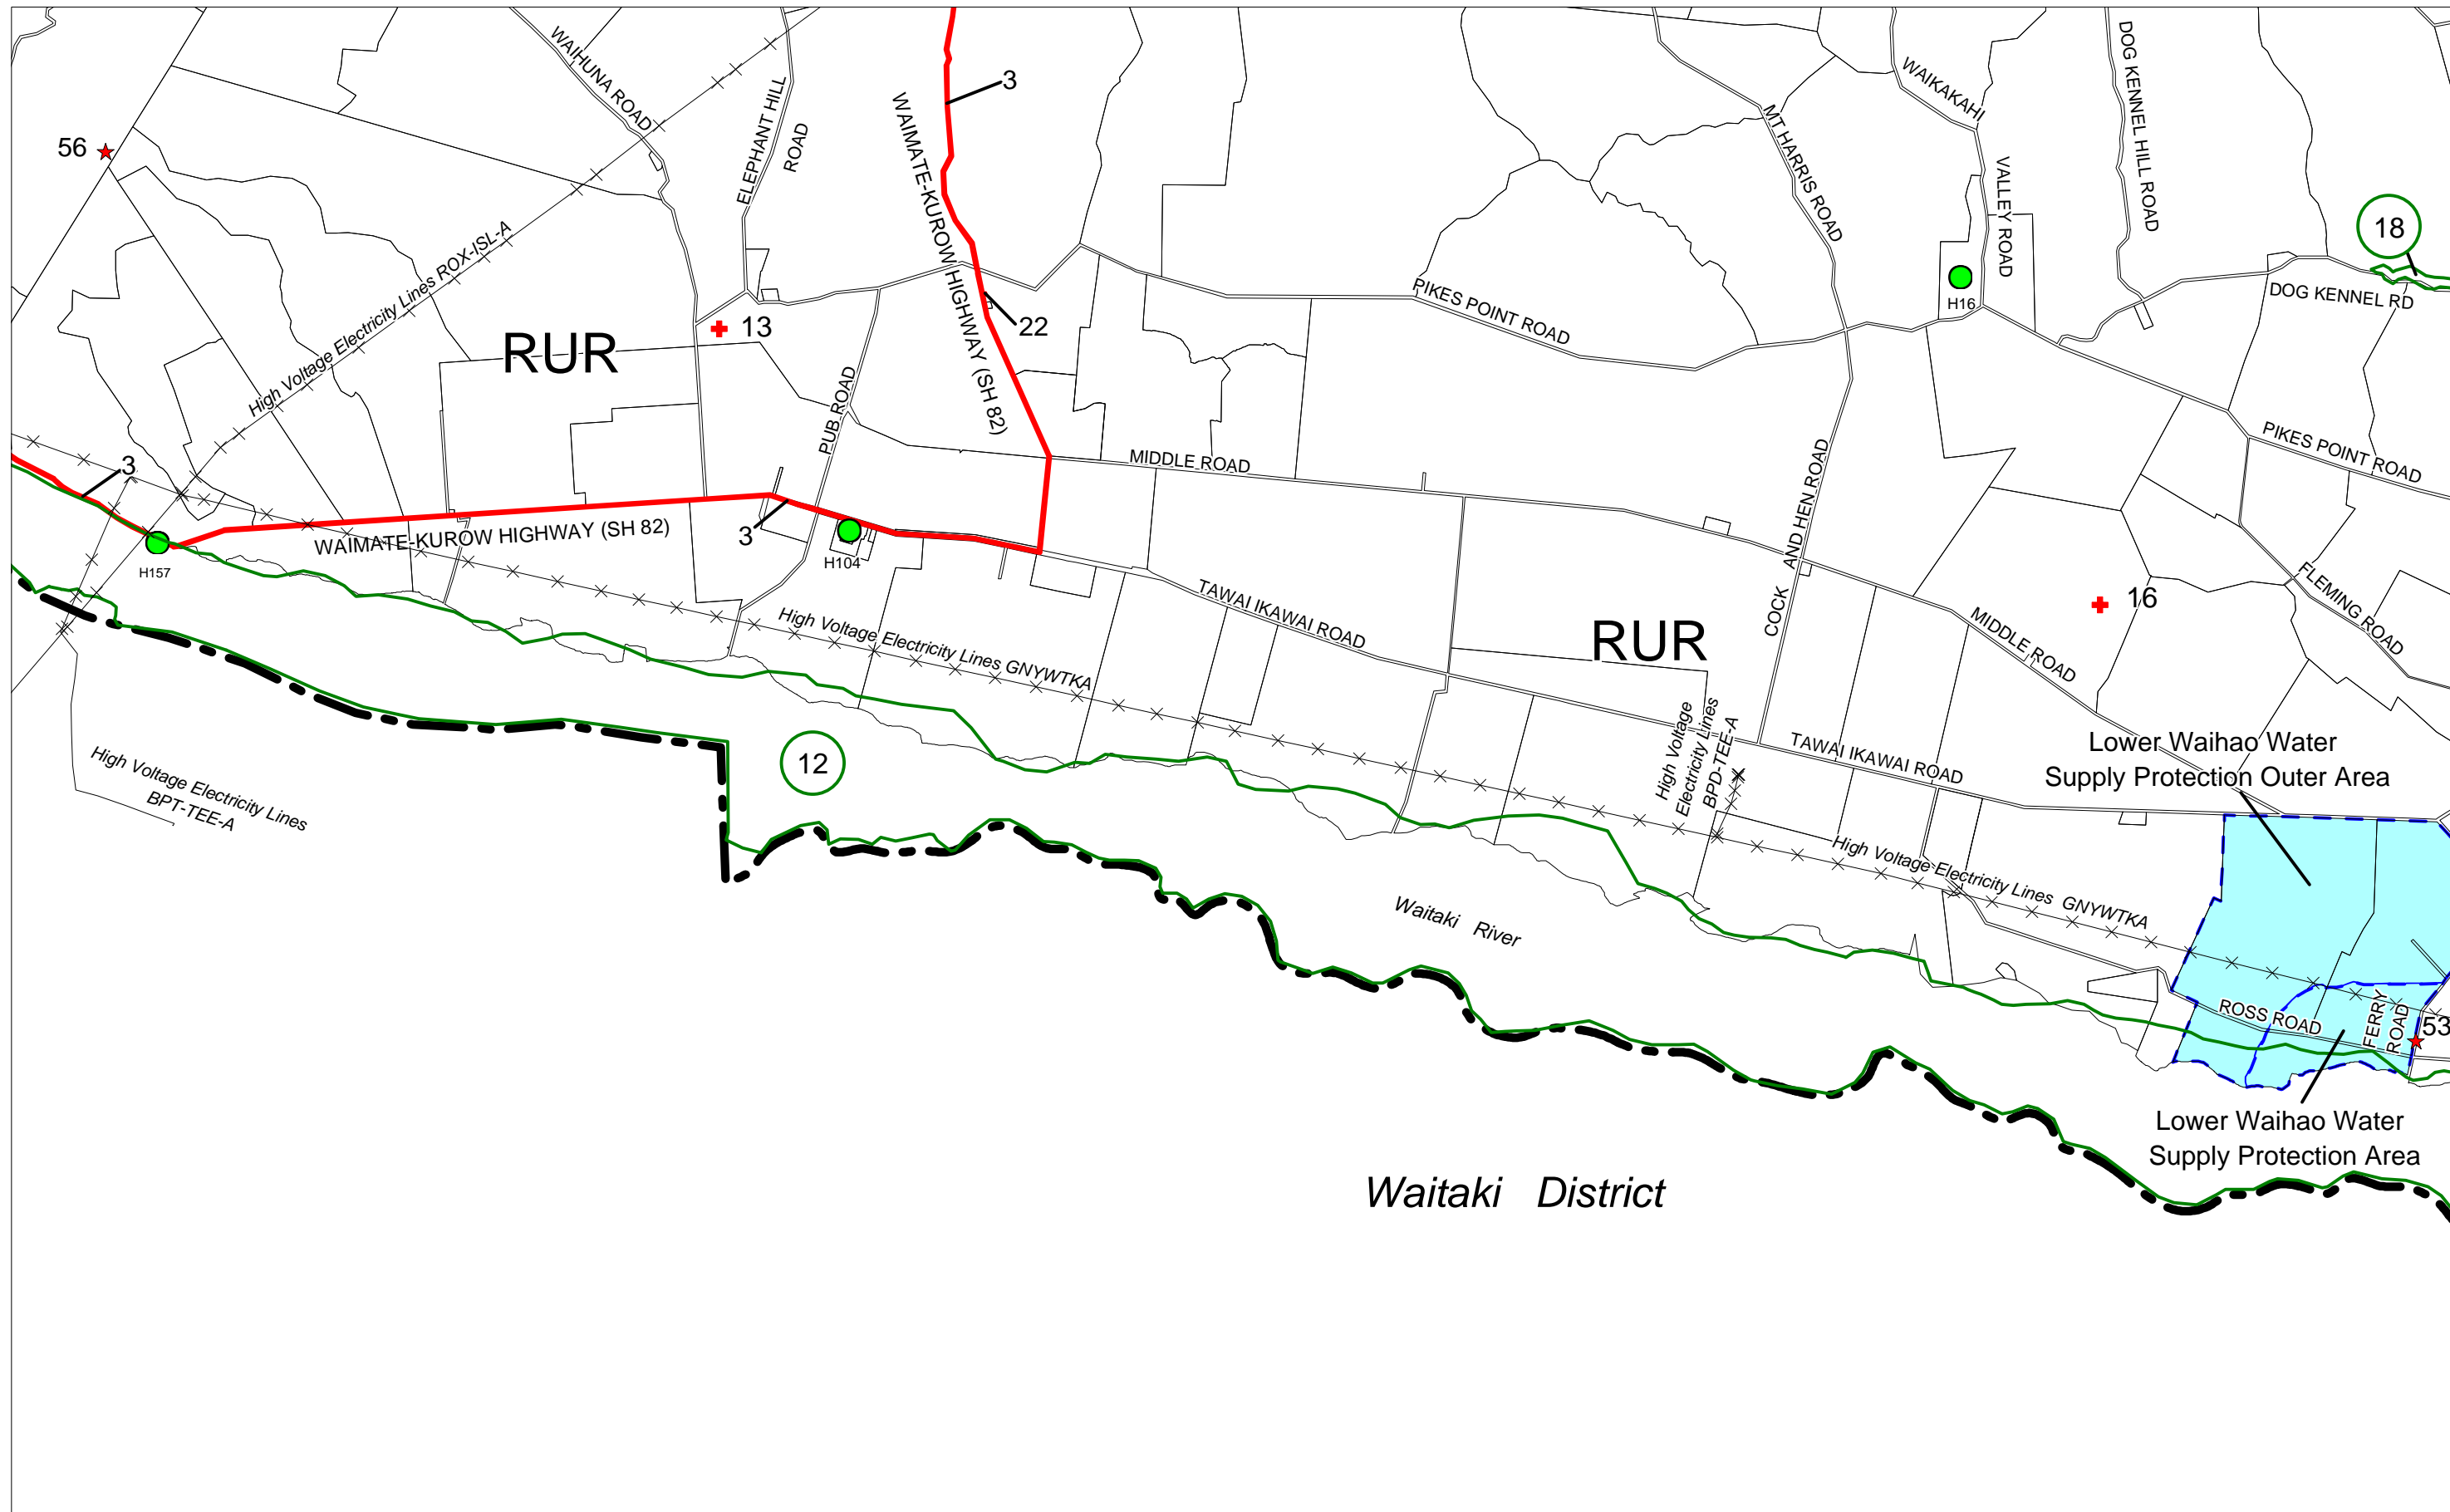 WAIHUNA ROAD
ELEPHANT HILL
ROAD
3
WAIMATE-KUROW HIGHWAY (SH 82)
MT HARRIS ROAD
WAIKAKAHI
VALLEY ROAD
DOG KENNEL HILL ROAD
56
18
High Voltage Electricity Lines ROX-ISL-A
H16
DOG KENNEL RD
PIKES POINT ROAD
13
22
RUR
PUB ROAD
MIDDLE ROAD
PIKES POINT ROAD
3
3
WAIMATE-KUROW HIGHWAY (SH 82)
H157
H104
COCK AND HEN ROAD
TAWAI IKAWAI ROAD
High Voltage Electricity Lines GNYWTKA
RUR
MIDDLE ROAD
16
FLEMING ROAD
High Voltage
Electricity Lines
BPD-TEE-A
TAWAI IKAWAI ROAD
Lower Waihao Water
Supply Protection Outer Area
12
High Voltage Electricity Lines
BPT-TEE-A
High Voltage Electricity Lines GNYWTKA
Waitaki River
ROSS ROAD
FERRY
ROAD
53
Lower Waihao Water
Supply Protection Area
Waitaki District